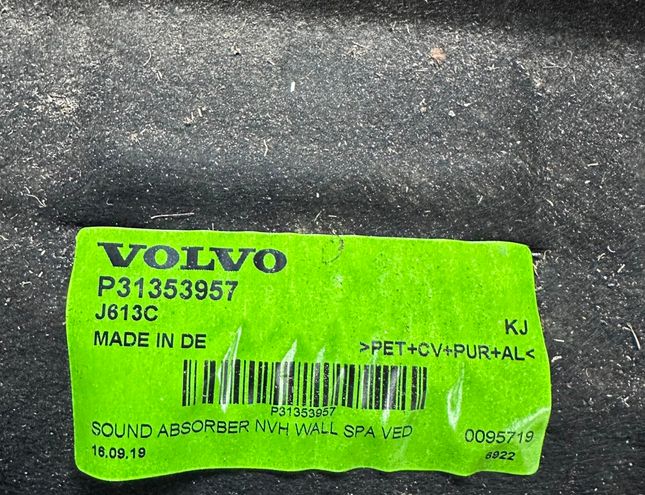 VOLVO
P31353957
J613C
KJ
MADE IN DE
>PET+CV+PUR+AL<
P31353957
SOUND ABSORBER NVH WALL SPA VED
0095719
16.09.19
6922